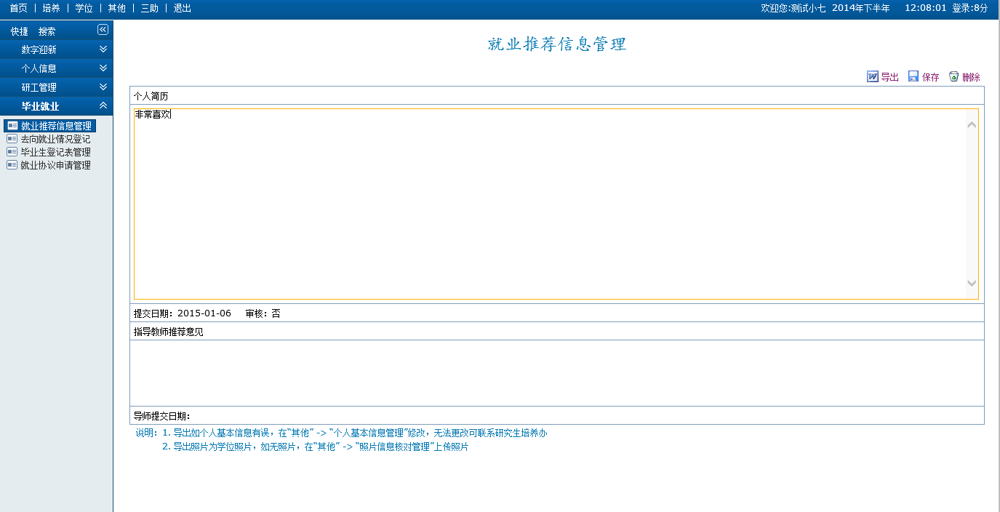 首页 | 培养 | 学位 | 其他 | 三助 | 退出 欢迎您:测试小七 2014年下半年 12:08:01 登录:8分
快捷 搜索
数字迎新
个人信息
研工管理
毕业就业
就业推荐信息管理
去向就业情况登记
毕业生登记表管理
就业协议申请管理
就业推荐信息管理
导出 保存 删除
个人简历
非常喜欢
提交日期：2015-01-06 审核：否
指导教师推荐意见
导师提交日期：
说明：1. 导出如个人基本信息有误，在“其他” -> “个人基本信息管理”修改，无法更改可联系研究生培养办
2. 导出照片为学位照片，如无照片，在“其他” -> “照片信息核对管理”上传照片